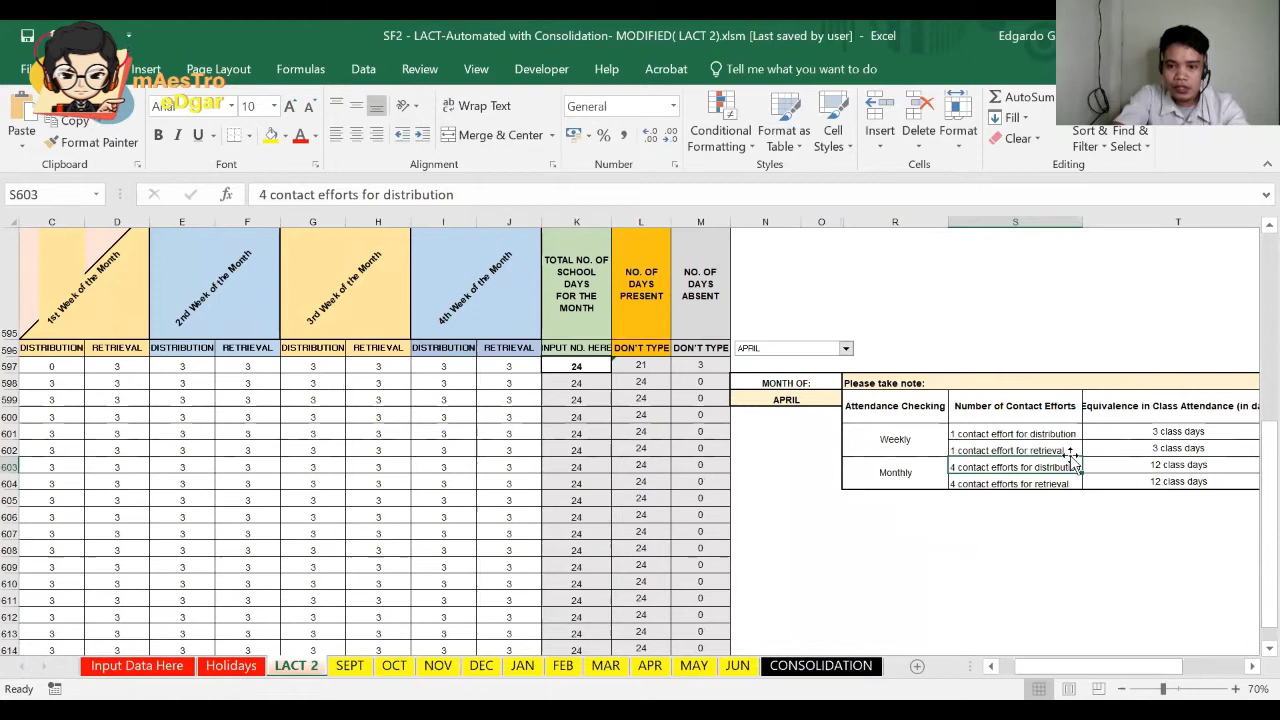 SF2 - LACT-Automated with Consolidation- MODIFIED( LACT 2).xlsm [Last saved by user] - Excel
Edgardo G
mAesTro
eDgar
Insert Page Layout Formulas Data Review View Developer Help Acrobat Tell me what you want to do
Paste
Copy
Format Painter
Clipboard
10
B I U
Font
Wrap Text
Merge & Center
Alignment
General
% ,
Number
Conditional Formatting
Format as Table
Cell Styles
Styles
Insert
Delete
Format
Cells
AutoSum
Fill
Clear
Sort & Find &
Filter Select
Editing
S603
fx
4 contact efforts for distribution
C D E F G H I J K L M N O R S T
595
1st Week of the Month
2nd Week of the Month
3rd Week of the Month
4th Week of the Month
TOTAL NO. OF SCHOOL DAYS FOR THE MONTH
NO. OF DAYS PRESENT
NO. OF DAYS ABSENT
596 DISTRIBUTION RETRIEVAL DISTRIBUTION RETRIEVAL DISTRIBUTION RETRIEVAL DISTRIBUTION RETRIEVAL INPUT NO. HERE DON'T TYPE DON'T TYPE
597 0 3 3 3 3 3 3 3 24 21 3
598 3 3 3 3 3 3 3 3 24 24 0
599 3 3 3 3 3 3 3 3 24 24 0
600 3 3 3 3 3 3 3 3 24 24 0
601 3 3 3 3 3 3 3 3 24 24 0
602 3 3 3 3 3 3 3 3 24 24 0
603 3 3 3 3 3 3 3 3 24 24 0
604 3 3 3 3 3 3 3 3 24 24 0
605 3 3 3 3 3 3 3 3 24 24 0
606 3 3 3 3 3 3 3 3 24 24 0
607 3 3 3 3 3 3 3 3 24 24 0
608 3 3 3 3 3 3 3 3 24 24 0
609 3 3 3 3 3 3 3 3 24 24 0
610 3 3 3 3 3 3 3 3 24 24 0
611 3 3 3 3 3 3 3 3 24 24 0
612 3 3 3 3 3 3 3 3 24 24 0
613 3 3 3 3 3 3 3 3 24 24 0
614 3 3 3 3 3 3 3 3 24 24 0
APRIL
MONTH OF:
APRIL
Please take note:
Attendance Checking Number of Contact Efforts Equivalence in Class Attendance (in da
Weekly
1 contact effort for distribution 3 class days
1 contact effort for retrieval 3 class days
Monthly
4 contact efforts for distribution 12 class days
4 contact efforts for retrieval 12 class days
Input Data Here Holidays LACT 2 SEPT OCT NOV DEC JAN FEB MAR APR MAY JUN CONSOLIDATION
Ready
70%